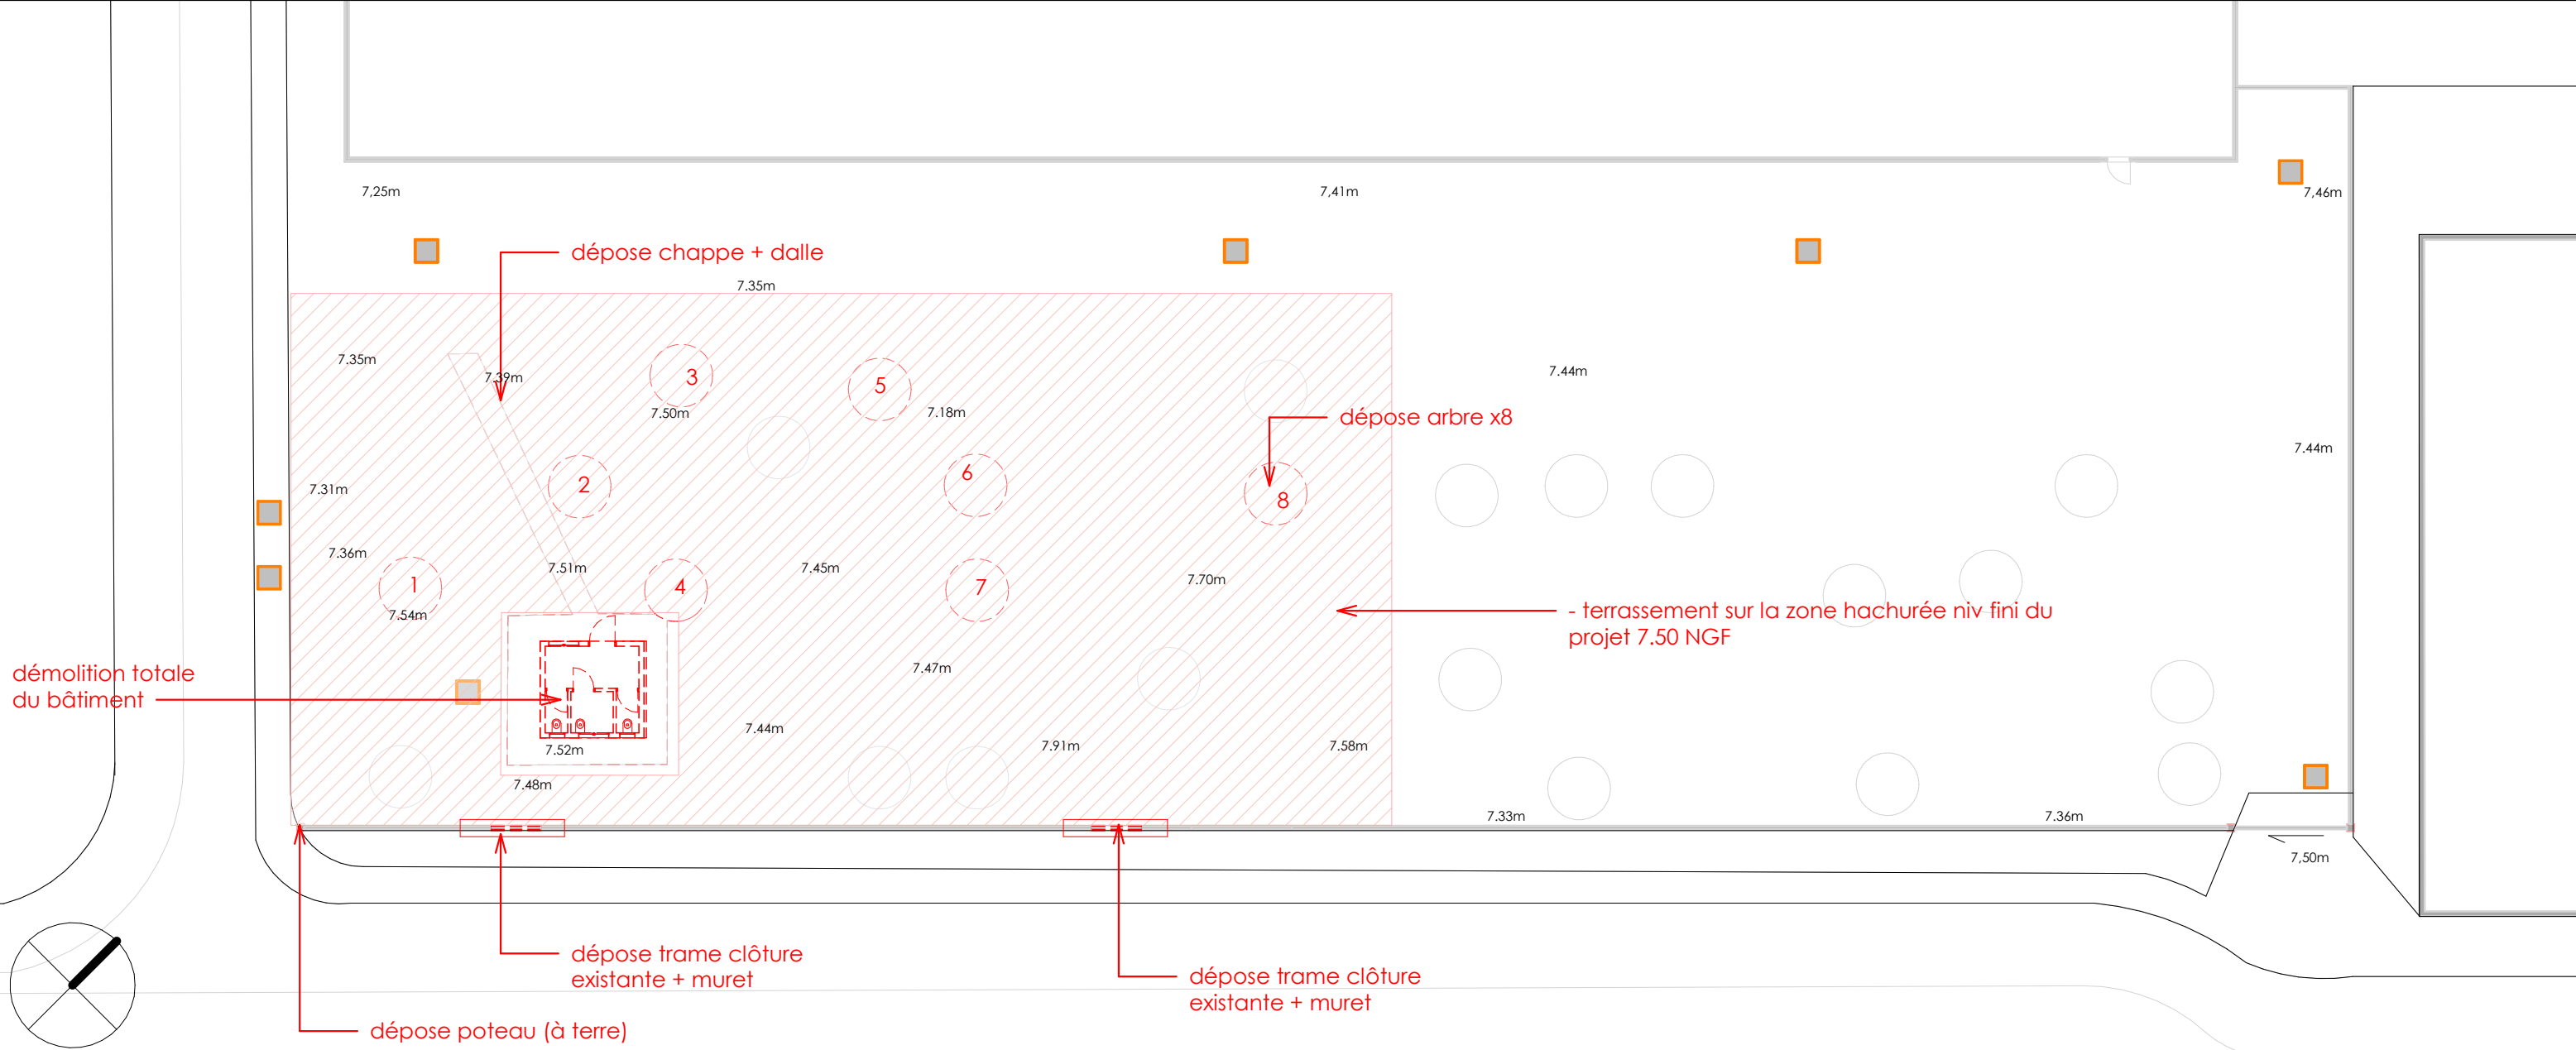 7,25m
7,41m
7,46m
dépose chappe + dalle
7.35m
7.35m
7.39m
3
5
7.50m
7.18m
7.44m
dépose arbre x8
7.44m
2
6
8
7.31m
7.36m
7.51m
7.45m
7.70m
1
4
7
7.54m
- terrassement sur la zone hachurée niv fini du
projet 7.50 NGF
démolition totale
du bâtiment
7.47m
7.44m
7.52m
7.91m
7.58m
7.48m
7.33m
7.36m
7,50m
dépose trame clôture
existante + muret
dépose trame clôture
existante + muret
dépose poteau (à terre)